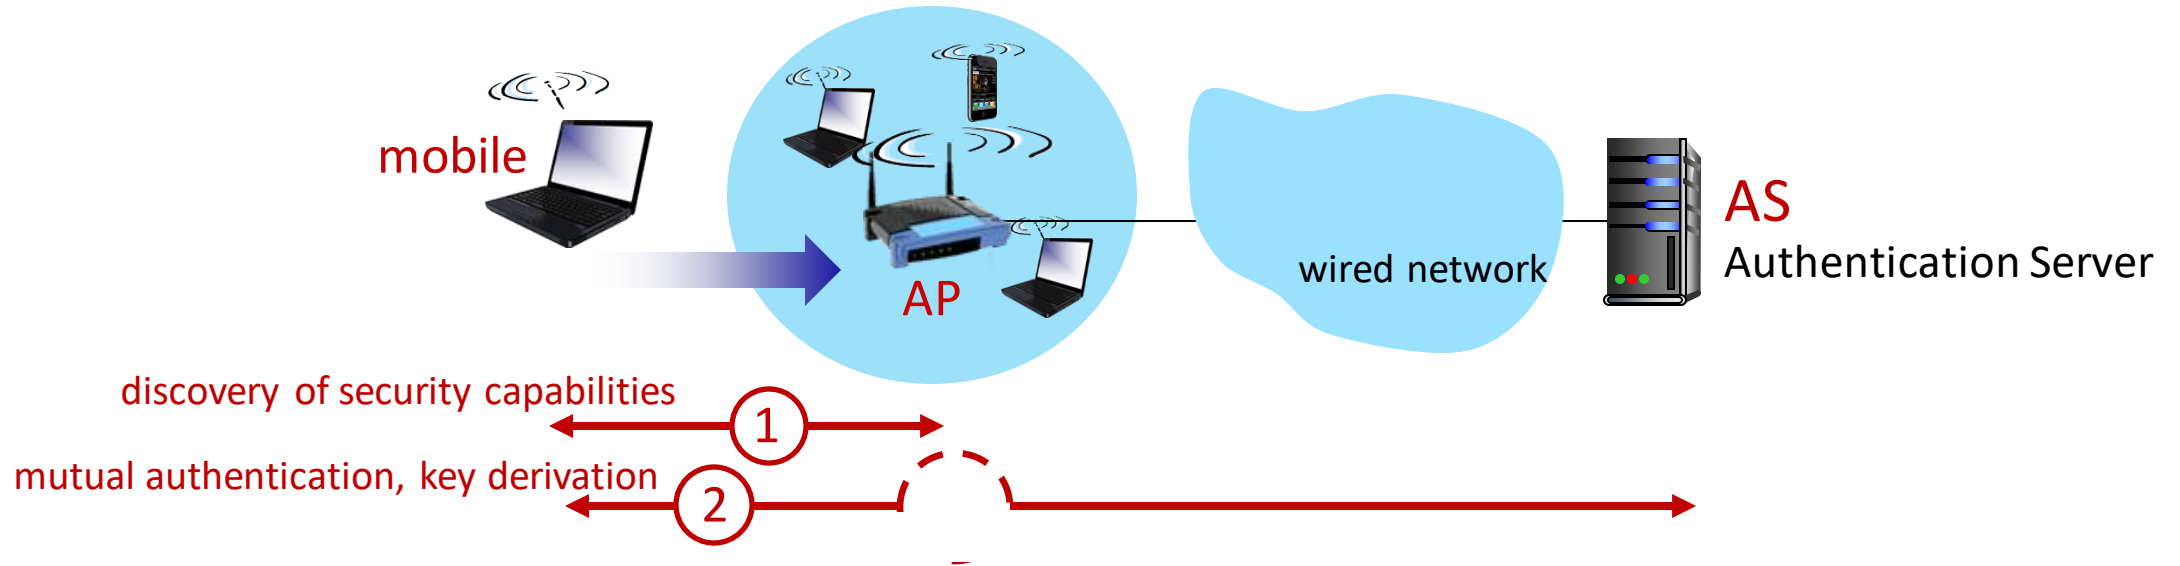 mobile
AP
wired network
AS
Authentication Server
discovery of security capabilities
1
mutual authentication, key derivation
2